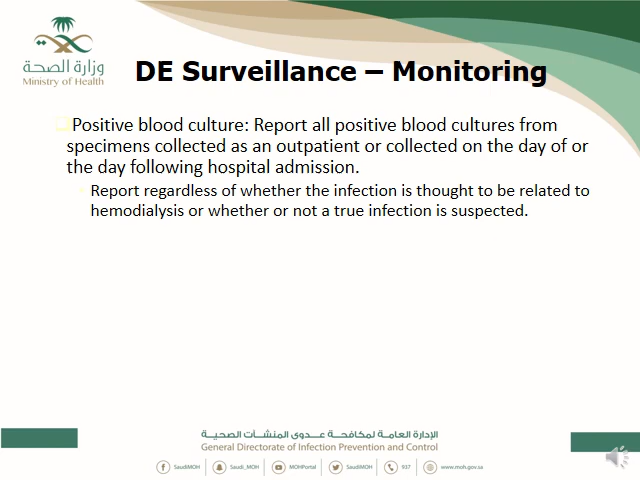 وزارة الصحة
Ministry of Health
DE Surveillance – Monitoring
Positive blood culture: Report all positive blood cultures from
specimens collected as an outpatient or collected on the day of or
the day following hospital admission.
Report regardless of whether the infection is thought to be related to
hemodialysis or whether or not a true infection is suspected.
الإدارة العامة لمكافحة عدوى المنشآت الصحية
General Directorate of Infection Prevention and Control
SaudiMOH Saudi_MOH MOHPortal SaudiMOH 937 www.moh.gov.sa